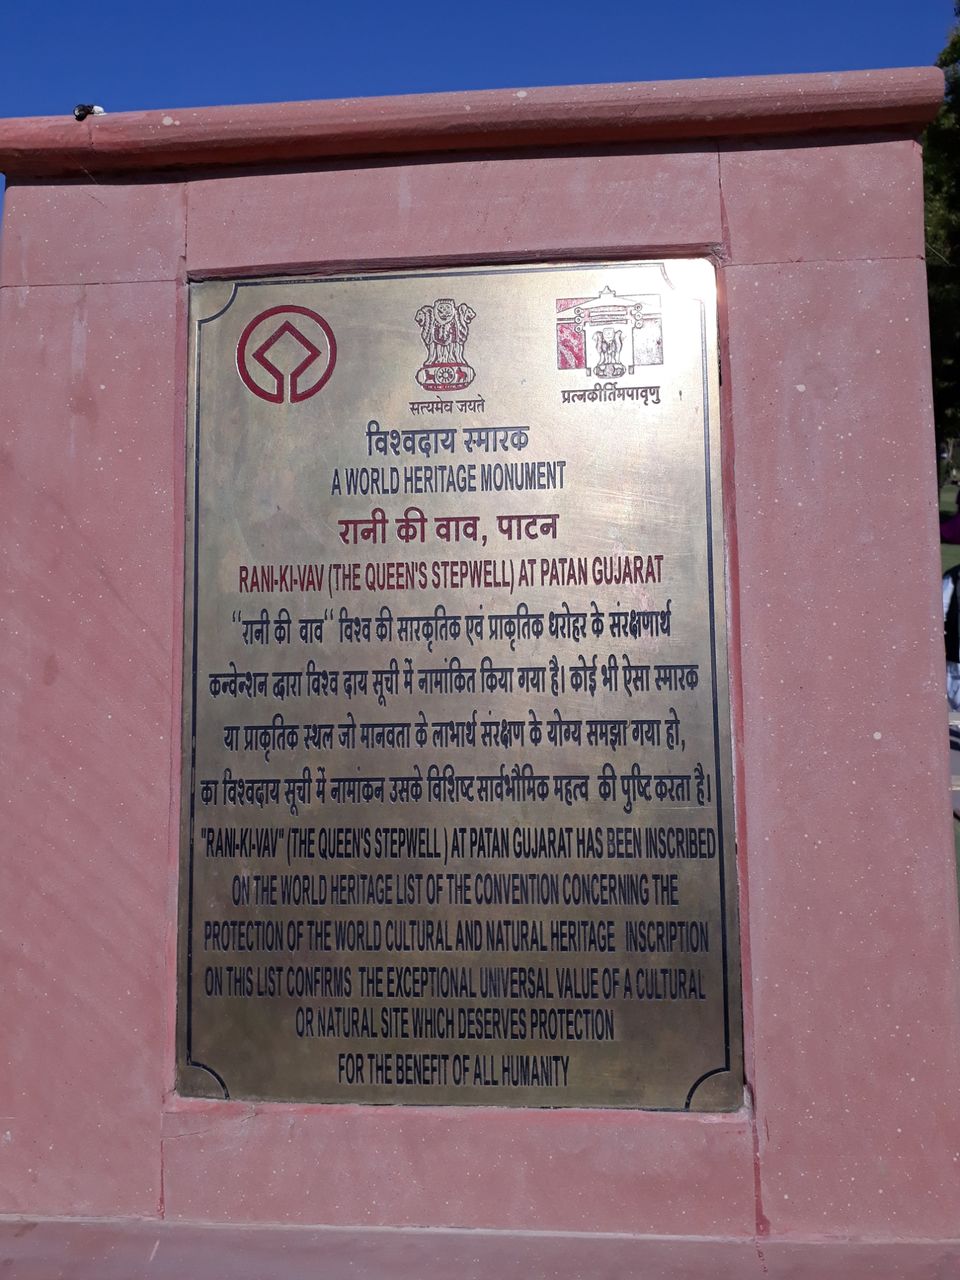 सत्यमेव जयते
प्रत्नकीर्तिमपावृणु
विश्वदाय स्मारक
A WORLD HERITAGE MONUMENT
रानी की वाव, पाटन
RANI-KI-VAV (THE QUEEN'S STEPWELL) AT PATAN GUJARAT
“रानी की वाव“ विश्व की सारकृतिक एवं प्राकृतिक धरोहर के संरक्षणार्थ
कन्वेन्शन द्वारा विश्व दाय सूची में नामांकित किया गया है। कोई भी ऐसा स्मारक
या प्राकृतिक स्थल जो मानवता के लाभार्थ संरक्षण के योग्य समझा गया हो,
का विश्वदाय सूची में नामांकन उसके विशिष्ट सार्वभौमिक महत्व की पुष्टि करता है।
"RANI-KI-VAV" (THE QUEEN'S STEPWELL) AT PATAN GUJARAT HAS BEEN INSCRIBED
ON THE WORLD HERITAGE LIST OF THE CONVENTION CONCERNING THE
PROTECTION OF THE WORLD CULTURAL AND NATURAL HERITAGE INSCRIPTION
ON THIS LIST CONFIRMS THE EXCEPTIONAL UNIVERSAL VALUE OF A CULTURAL
OR NATURAL SITE WHICH DESERVES PROTECTION
FOR THE BENEFIT OF ALL HUMANITY